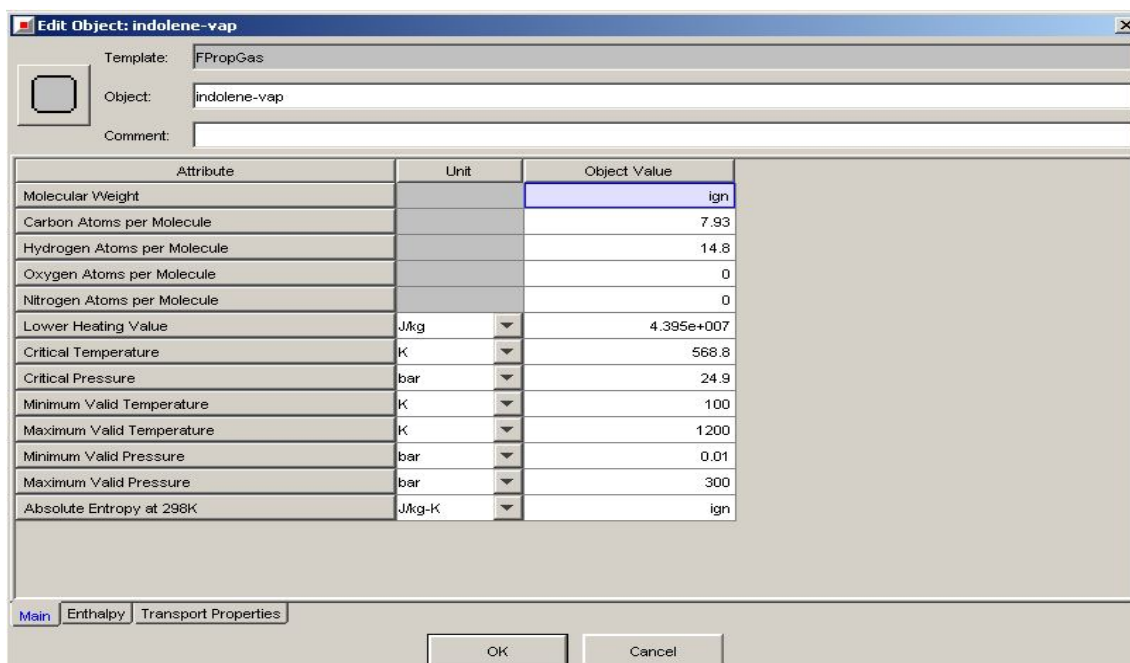 Edit Object: indolene-vap
Template: FPropGas
Object: indolene-vap
Comment:
Attribute Unit Object Value
Molecular Weight ign
Carbon Atoms per Molecule 7.93
Hydrogen Atoms per Molecule 14.8
Oxygen Atoms per Molecule 0
Nitrogen Atoms per Molecule 0
Lower Heating Value J/kg 4.395e+007
Critical Temperature K 568.8
Critical Pressure bar 24.9
Minimum Valid Temperature K 100
Maximum Valid Temperature K 1200
Minimum Valid Pressure bar 0.01
Maximum Valid Pressure bar 300
Absolute Entropy at 298K J/kg-K ign
Main Enthalpy Transport Properties
OK Cancel